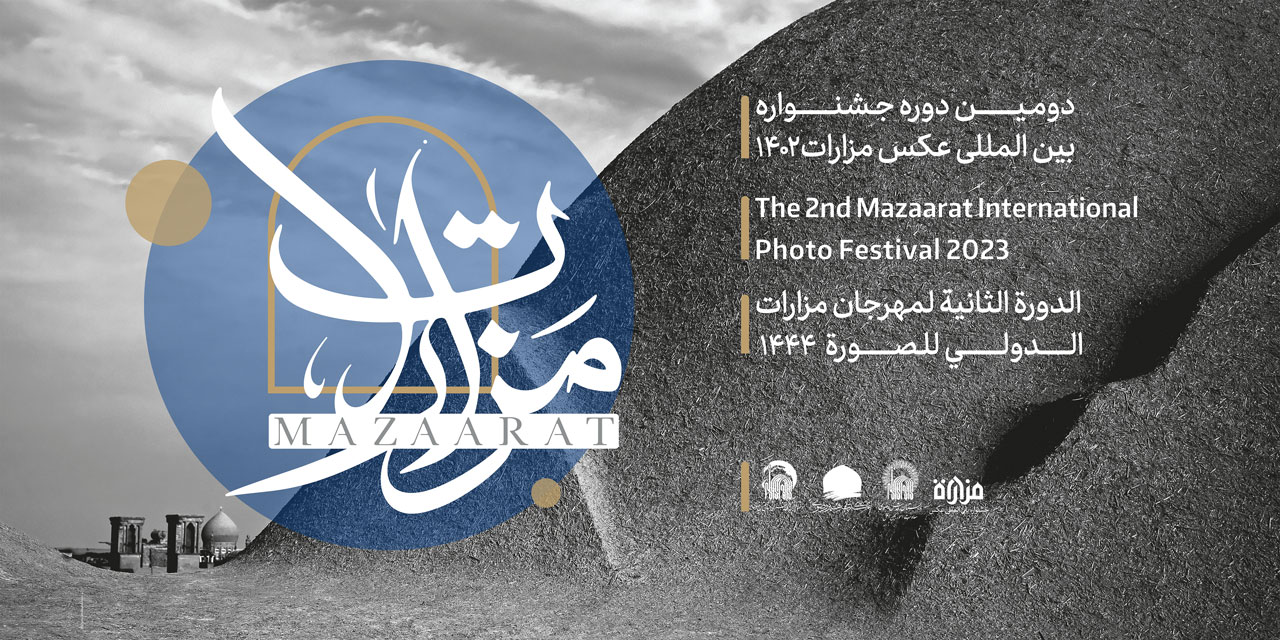 مزارات
MAZAARAT
دومین دوره جشنواره
بین المللی عکس مزارات ۱۴۰۲
The 2nd Mazaarat International
Photo Festival 2023
الدورة الثانية لمهرجان مزارات
الدولي للصورة ۱۴۴۴
مزارات